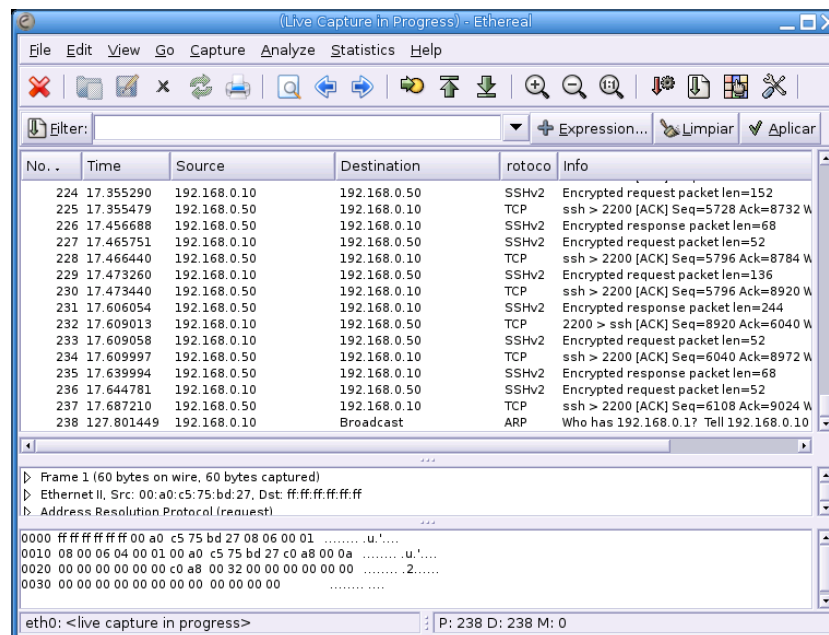 (Live Capture in Progress) - Ethereal
File Edit View Go Capture Analyze Statistics Help
Filter: Expression... Limpiar Aplicar
No. . Time Source Destination rotoco Info
224 17.355290 192.168.0.10 192.168.0.50 SSHv2 Encrypted request packet len=152
225 17.355479 192.168.0.50 192.168.0.10 TCP ssh > 2200 [ACK] Seq=5728 Ack=8732 W
226 17.456688 192.168.0.50 192.168.0.10 SSHv2 Encrypted response packet len=68
227 17.465751 192.168.0.10 192.168.0.50 SSHv2 Encrypted request packet len=52
228 17.466440 192.168.0.50 192.168.0.10 TCP ssh > 2200 [ACK] Seq=5796 Ack=8784 W
229 17.473260 192.168.0.10 192.168.0.50 SSHv2 Encrypted request packet len=136
230 17.473440 192.168.0.50 192.168.0.10 TCP ssh > 2200 [ACK] Seq=5796 Ack=8920 W
231 17.606054 192.168.0.50 192.168.0.10 SSHv2 Encrypted response packet len=244
232 17.609013 192.168.0.10 192.168.0.50 TCP 2200 > ssh [ACK] Seq=8920 Ack=6040 W
233 17.609058 192.168.0.10 192.168.0.50 SSHv2 Encrypted request packet len=52
234 17.609997 192.168.0.50 192.168.0.10 TCP ssh > 2200 [ACK] Seq=6040 Ack=8972 W
235 17.639994 192.168.0.50 192.168.0.10 SSHv2 Encrypted response packet len=68
236 17.644781 192.168.0.10 192.168.0.50 SSHv2 Encrypted request packet len=52
237 17.687210 192.168.0.50 192.168.0.10 TCP ssh > 2200 [ACK] Seq=6108 Ack=9024 W
238 127.801449 192.168.0.10 Broadcast ARP Who has 192.168.0.1? Tell 192.168.0.10
Frame 1 (60 bytes on wire, 60 bytes captured)
Ethernet II, Src: 00:a0:c5:75:bd:27, Dst: ff:ff:ff:ff:ff:ff
Address Resolution Protocol (request)
0000 ff ff ff ff ff ff 00 a0 c5 75 bd 27 08 06 00 01 ........ .u.'....
0010 08 00 06 04 00 01 00 a0 c5 75 bd 27 c0 a8 00 0a ........ .u.'....
0020 00 00 00 00 00 00 c0 a8 00 32 00 00 00 00 00 00 ........ .2......
0030 00 00 00 00 00 00 00 00 00 00 00 00 ........ ....
eth0: <live capture in progress> P: 238 D: 238 M: 0